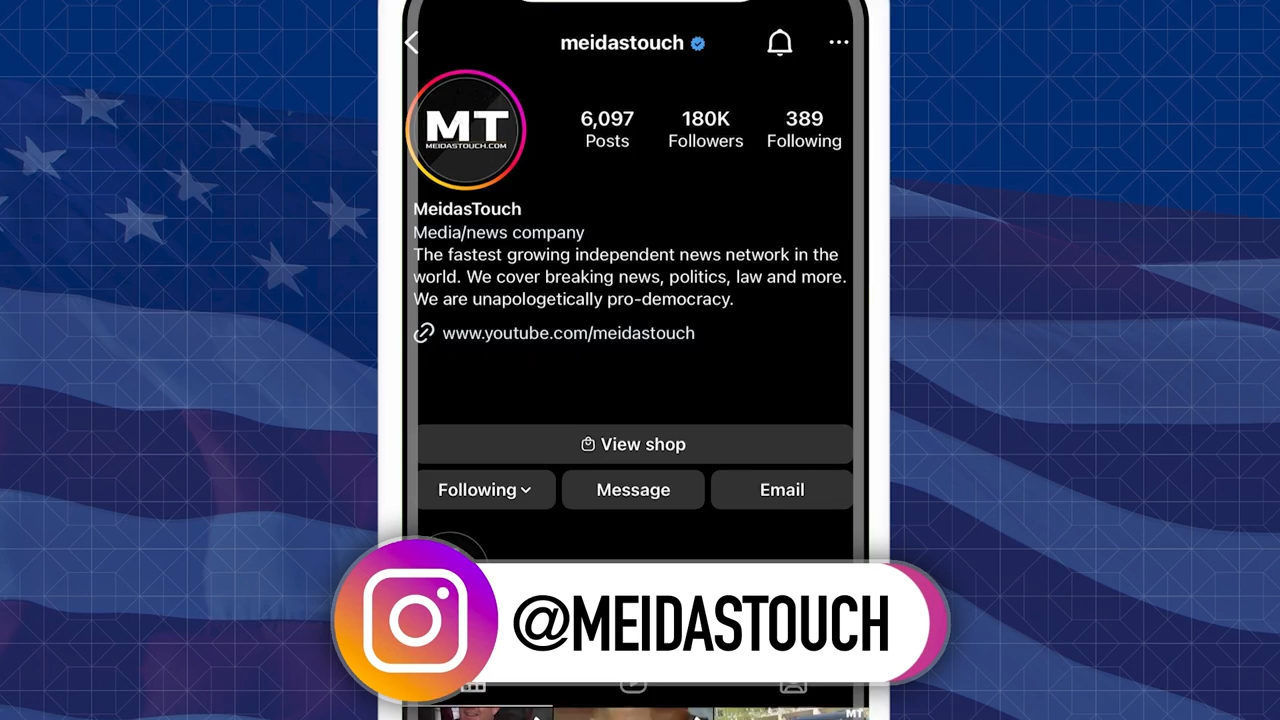 meidastouch
MT
MEIDASTOUCH.COM
6,097
Posts
180K
Followers
389
Following
MeidasTouch
Media/news company
The fastest growing independent news network in the
world. We cover breaking news, politics, law and more.
We are unapologetically pro-democracy.
www.youtube.com/meidastouch
View shop
Following
Message
Email
@MEIDASTOUCH
MT